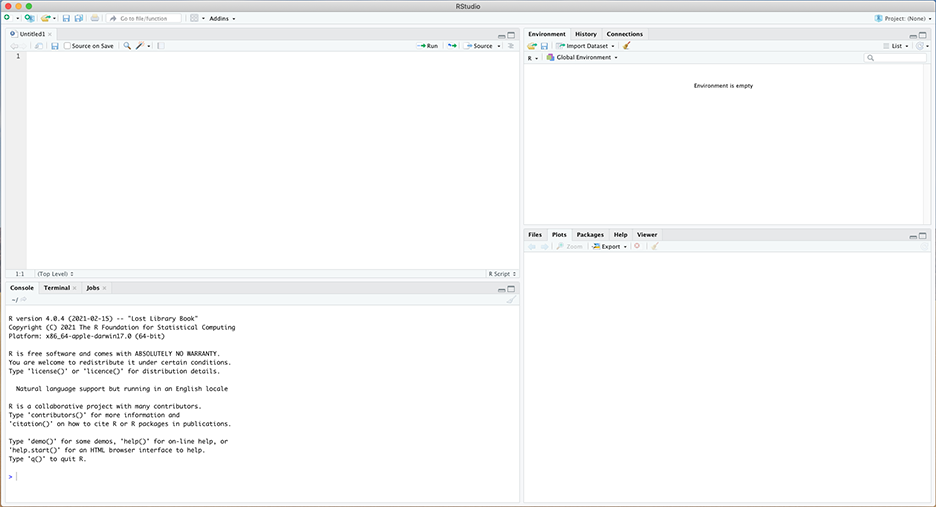 RStudio
Go to file/function
Addins
Project: (None)
Untitled1
Source on Save
Run
Source
1
1:1
(Top Level)
R Script
Environment History Connections
Import Dataset
List
R
Global Environment
Environment is empty
Files Plots Packages Help Viewer
Zoom
Export
Console Terminal Jobs
~/
R version 4.0.4 (2021-02-15) -- "Lost Library Book"
Copyright (C) 2021 The R Foundation for Statistical Computing
Platform: x86_64-apple-darwin17.0 (64-bit)
R is free software and comes with ABSOLUTELY NO WARRANTY.
You are welcome to redistribute it under certain conditions.
Type 'license()' or 'licence()' for distribution details.
Natural language support but running in an English locale
R is a collaborative project with many contributors.
Type 'contributors()' for more information and
'citation()' on how to cite R or R packages in publications.
Type 'demo()' for some demos, 'help()' for on-line help, or
'help.start()' for an HTML browser interface to help.
Type 'q()' to quit R.
>